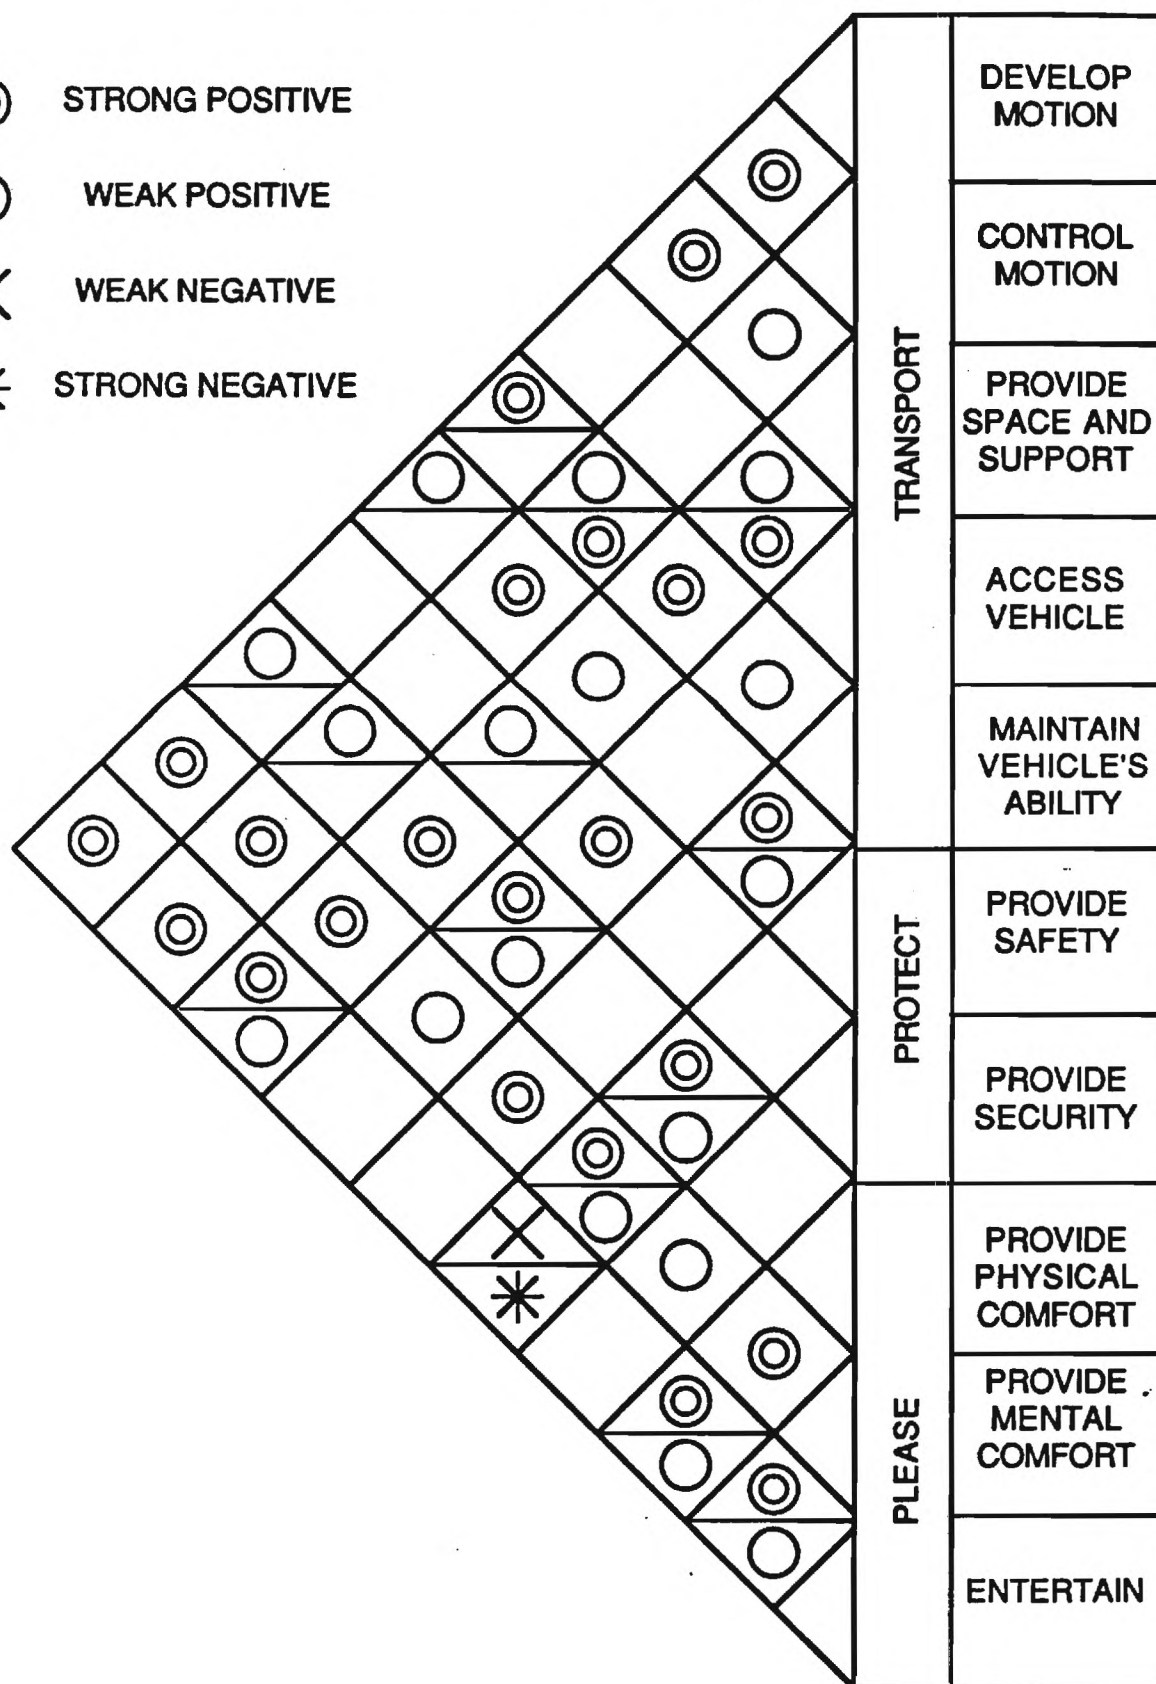 STRONG POSITIVE
WEAK POSITIVE
WEAK NEGATIVE
STRONG NEGATIVE
TRANSPORT
DEVELOP
MOTION
CONTROL
MOTION
PROVIDE
SPACE AND
SUPPORT
ACCESS
VEHICLE
MAINTAIN
VEHICLE'S
ABILITY
PROTECT
PROVIDE
SAFETY
PROVIDE
SECURITY
PLEASE
PROVIDE
PHYSICAL
COMFORT
PROVIDE
MENTAL
COMFORT
ENTERTAIN